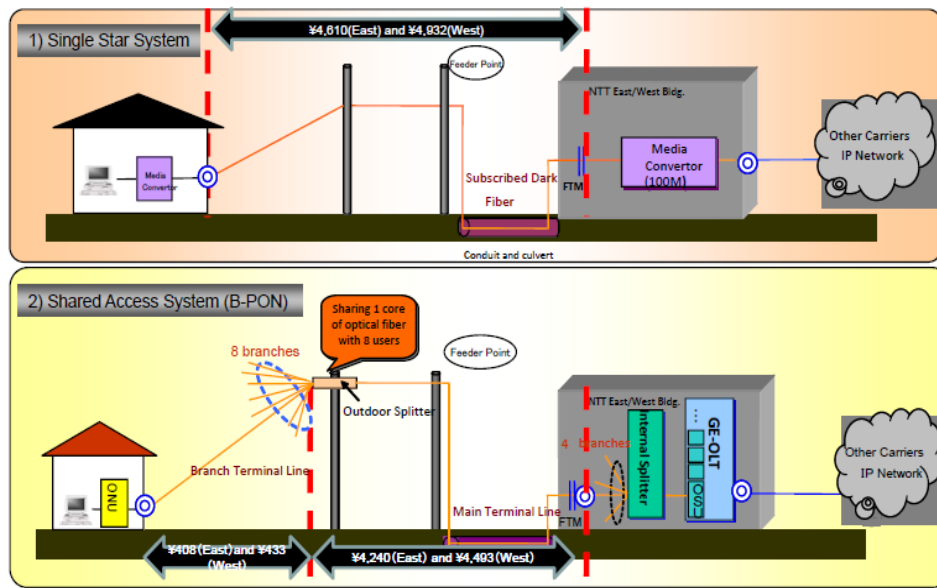 ¥4,610(East) and ¥4,932(West)
1) Single Star System
Feeder Point
NTT East/West Bldg.
Other Carriers
IP Network
Media
Convertor
Media
Convertor
(100M)
Subscribed Dark
Fiber
FTM
Conduit and culvert
2) Shared Access System (B-PON)
Sharing 1 core
of optical fiber
with 8 users
8 branches
Feeder Point
Outdoor Splitter
NTT East/West Bldg.
4 branches
Internal Splitter
GE-OLT
...
OSU
Other Carriers
IP Network
Branch Terminal Line
ONU
Main Terminal Line
FTM
¥408(East)and ¥433
(West)
¥4,240(East) and ¥4,493(West)